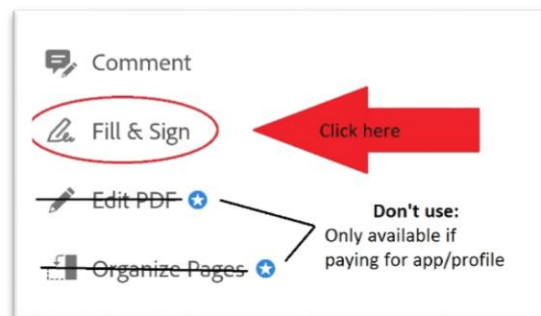 Comment
Fill & Sign
Click here
Edit PDF
Don't use:
Only available if
paying for app/profile
Organize Pages